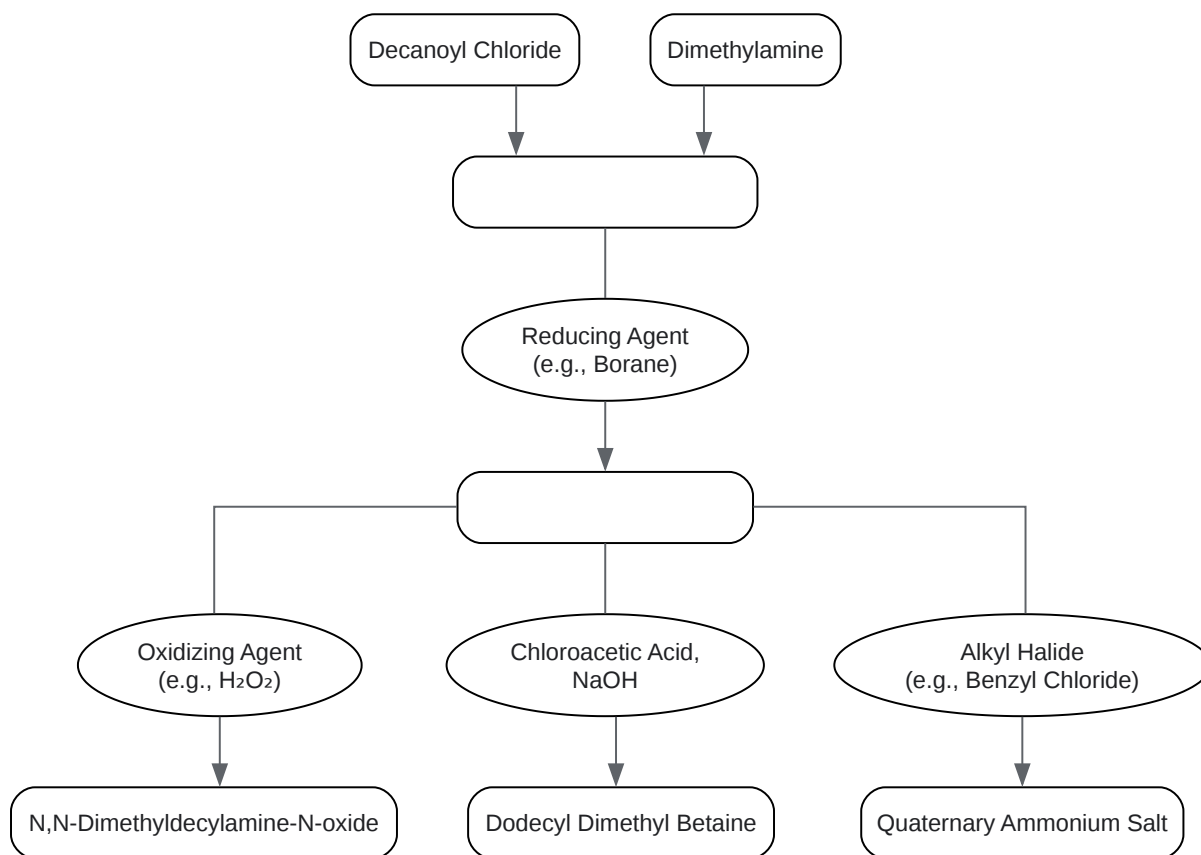 Decanoyl Chloride
Dimethylamine
Reducing Agent
(e.g., Borane)
Oxidizing Agent
(e.g., H₂O₂)
Chloroacetic Acid,
NaOH
Alkyl Halide
(e.g., Benzyl Chloride)
N,N-Dimethyldecylamine-N-oxide
Dodecyl Dimethyl Betaine
Quaternary Ammonium Salt